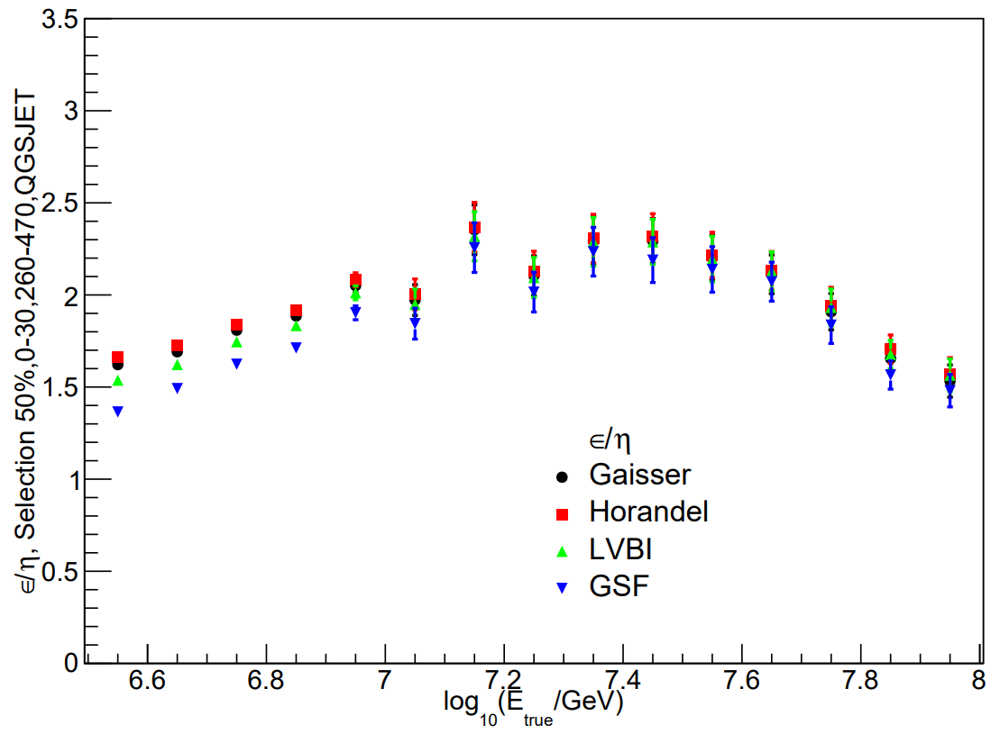 3.5
3
2.5
2
1.5
1
0.5
0
ϵ/η, Selection 50%,0-30,260-470,QGSJET
ϵ/η
Gaisser
Horandel
LVBI
GSF
6.6 6.8 7 7.2 7.4 7.6 7.8 8
log₁₀(E_true/GeV)